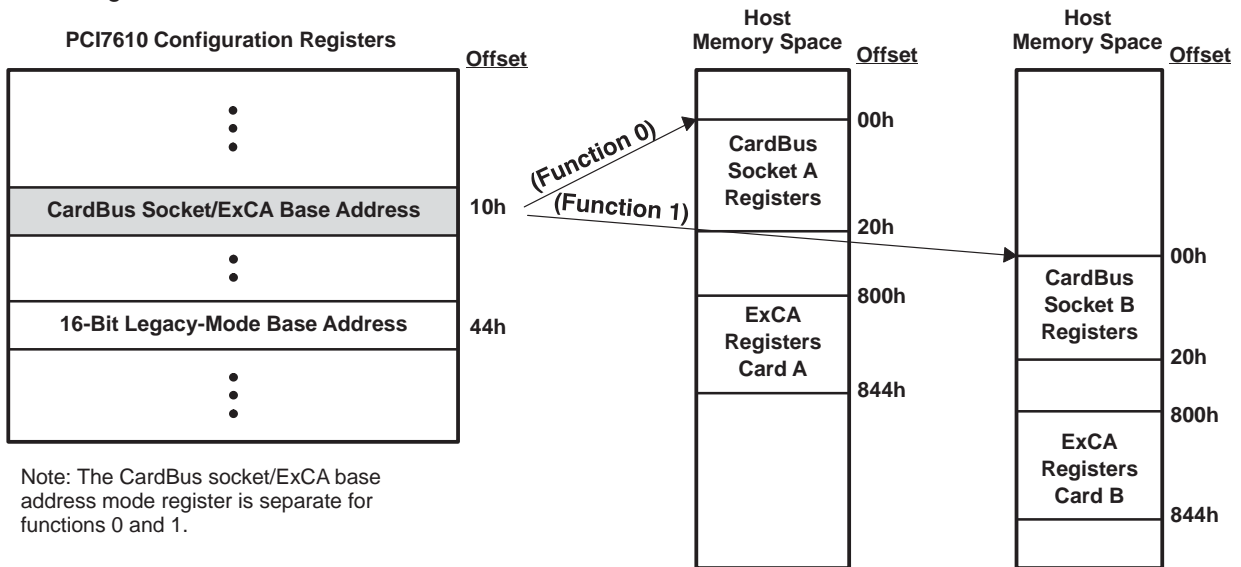 PCI7610 Configuration Registers
Offset
CardBus Socket/ExCA Base Address
10h
16-Bit Legacy-Mode Base Address
44h
Note: The CardBus socket/ExCA base
address mode register is separate for
functions 0 and 1.
(Function 0)
(Function 1)
Host
Memory Space
Offset
00h
CardBus
Socket A
Registers
20h
800h
ExCA
Registers
Card A
844h
Host
Memory Space
Offset
00h
CardBus
Socket B
Registers
20h
800h
ExCA
Registers
Card B
844h